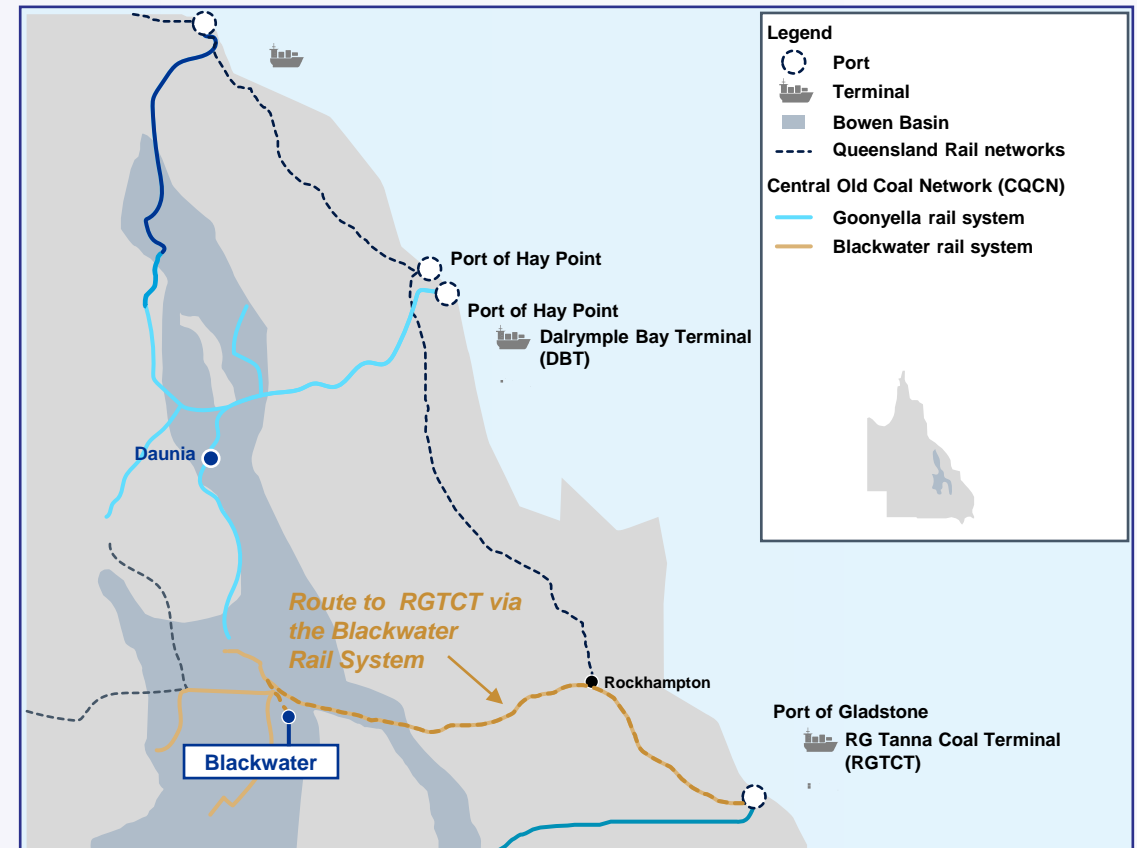 Legend
Port
Terminal
Bowen Basin
Queensland Rail networks
Central Old Coal Network (CQCN)
Goonyella rail system
Blackwater rail system
Port of Hay Point
Port of Hay Point
Dalrymple Bay Terminal
(DBT)
Daunia
Route to RGTCT via
the Blackwater
Rail System
Rockhampton
Port of Gladstone
RG Tanna Coal Terminal
(RGTCT)
Blackwater